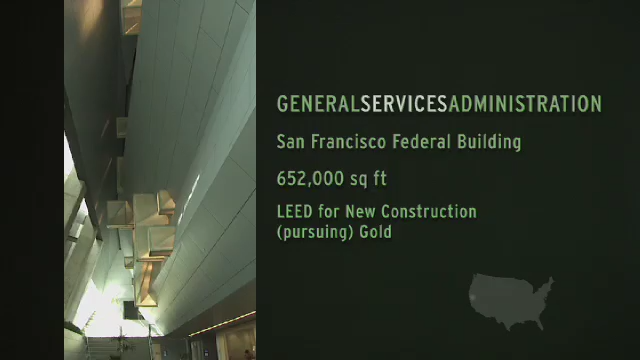 GENERALSERVICESADMINISTRATION
San Francisco Federal Building
652,000 sq ft
LEED for New Construction
(pursuing) Gold